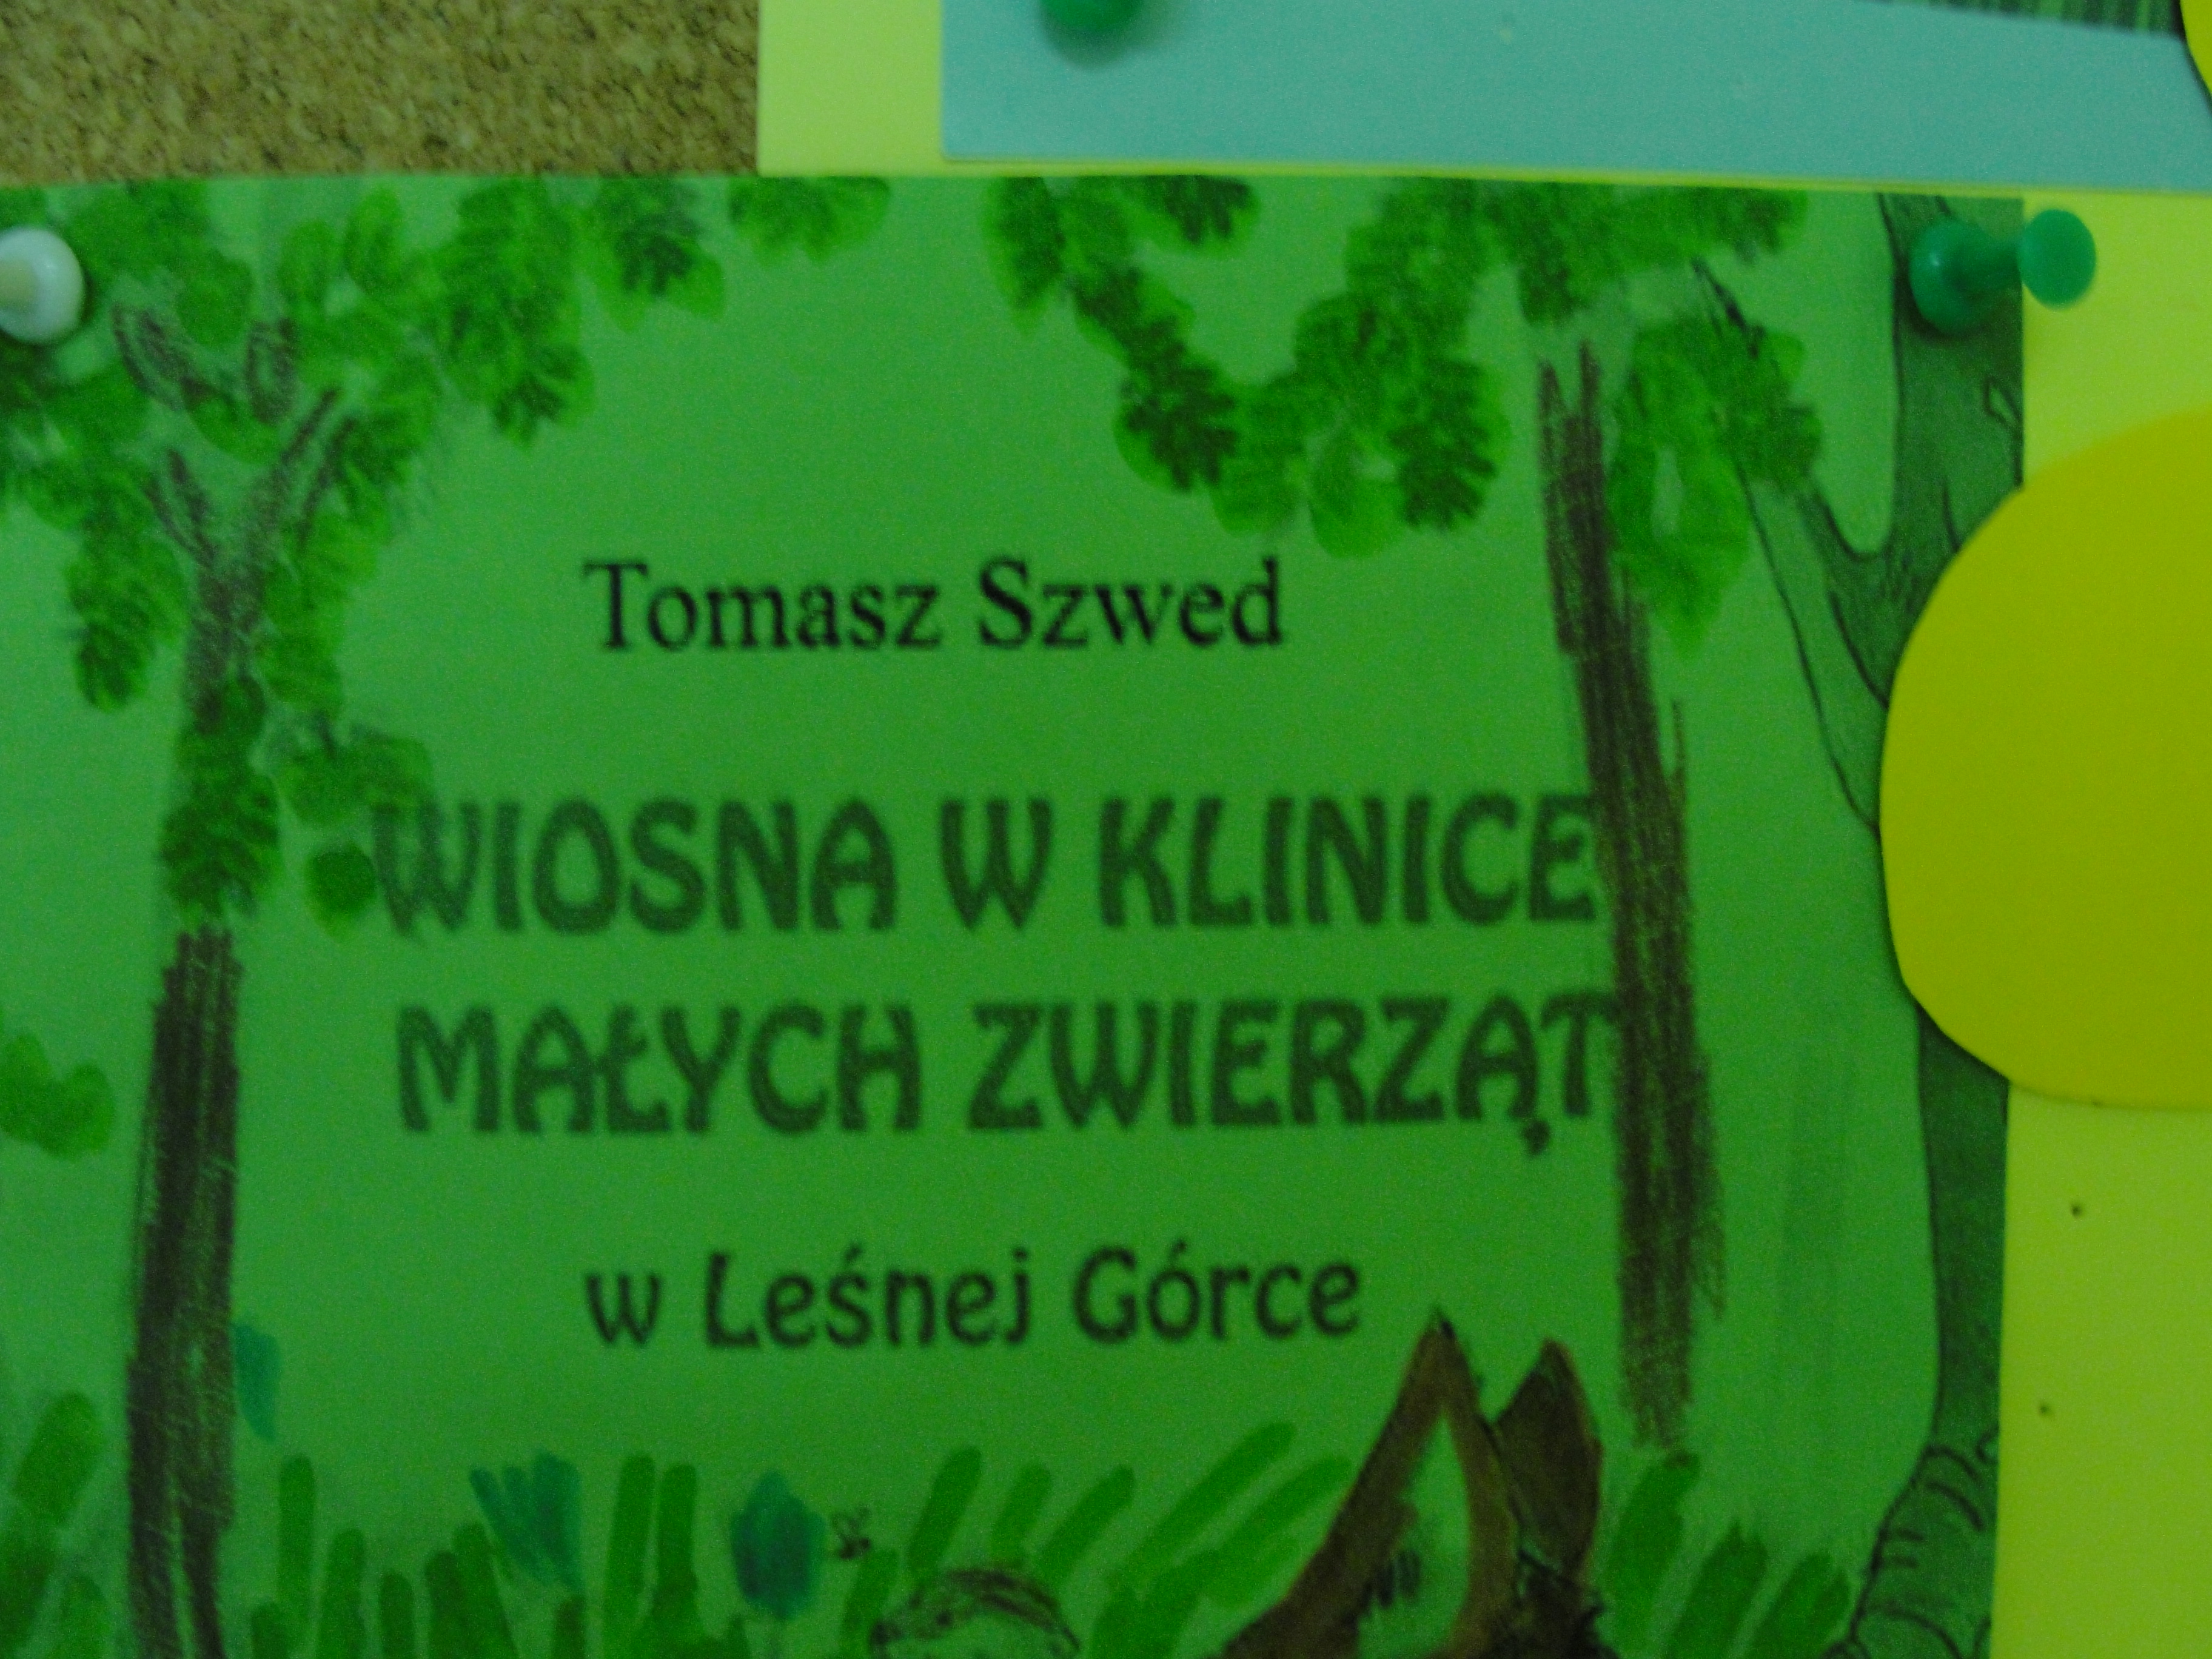 Tomasz Szwed
WIOSNA W KLINICE
MAŁYCH ZWIERZĄT
w Leśnej Górce